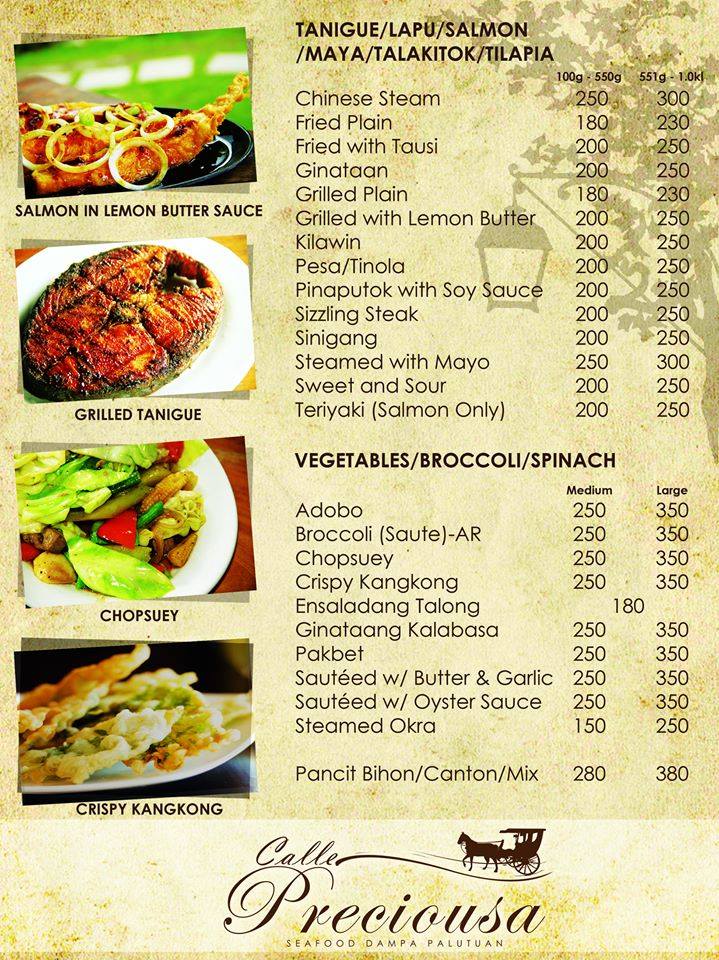 TANIGUE/LAPU/SALMON
/MAYA/TALAKITOK/TILAPIA
100g - 550g 551g - 1.0kl
Chinese Steam 250 300
Fried Plain 180 230
Fried with Tausi 200 250
Ginataan 200 250
Grilled Plain 180 230
Grilled with Lemon Butter 200 250
Kilawin 200 250
Pesa/Tinola 200 250
Pinaputok with Soy Sauce 200 250
Sizzling Steak 200 250
Sinigang 200 250
Steamed with Mayo 250 300
Sweet and Sour 200 250
Teriyaki (Salmon Only) 200 250
VEGETABLES/BROCCOLI/SPINACH
Medium Large
Adobo 250 350
Broccoli (Saute)-AR 250 350
Chopsuey 250 350
Crispy Kangkong 250 350
Ensaladang Talong 180
Ginataang Kalabasa 250 350
Pakbet 250 350
Sautéed w/ Butter & Garlic 250 350
Sautéed w/ Oyster Sauce 250 350
Steamed Okra 150 250
Pancit Bihon/Canton/Mix 280 380
SALMON IN LEMON BUTTER SAUCE
GRILLED TANIGUE
CHOPSUEY
CRISPY KANGKONG
Calle
Preciousa
SEAFOOD DAMPA PALUTUAN